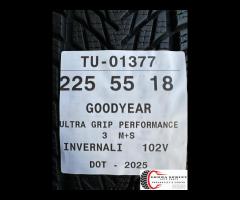 TU-01377
225 55 18
GOODYEAR
ULTRA GRIP PERFORMANCE
3 M+S
INVERNALI 102V
DOT - 2025